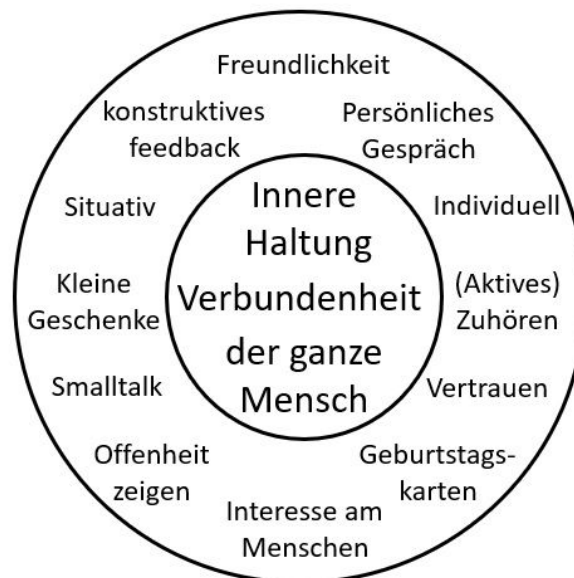 Freundlichkeit
konstruktives
feedback
Persönliches
Gespräch
Situativ
Individuell
Innere
Haltung
Verbundenheit
der ganze
Mensch
Kleine
Geschenke
(Aktives)
Zuhören
Smalltalk
Vertrauen
Offenheit
zeigen
Geburtstags-
karten
Interesse am
Menschen